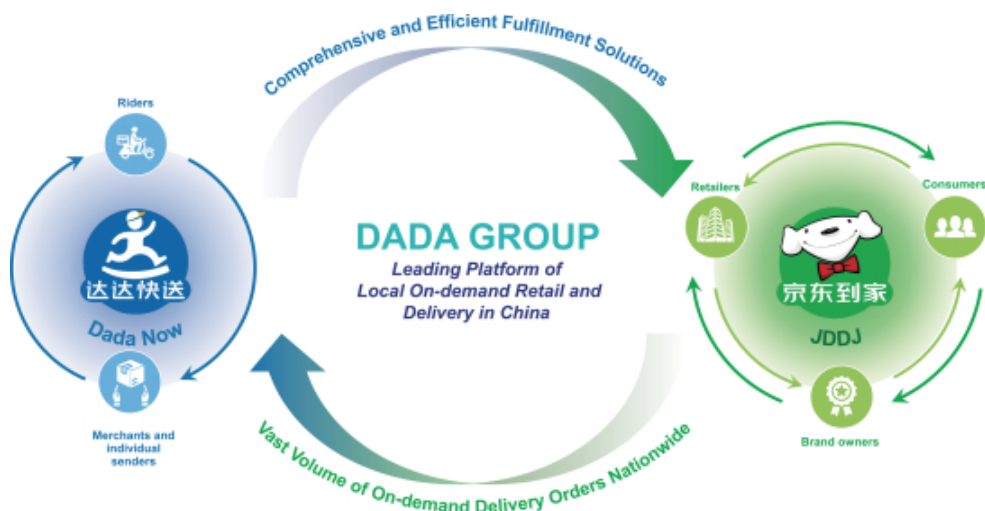 Comprehensive and Efficient Fulfillment Solutions
Riders
达达快送
Dada Now
Merchants and
individual
senders
DADA GROUP
Leading Platform of
Local On-demand Retail and
Delivery in China
Retailers
Consumers
京东到家
JDDJ
Brand owners
Vast Volume of On-demand Delivery Orders Nationwide